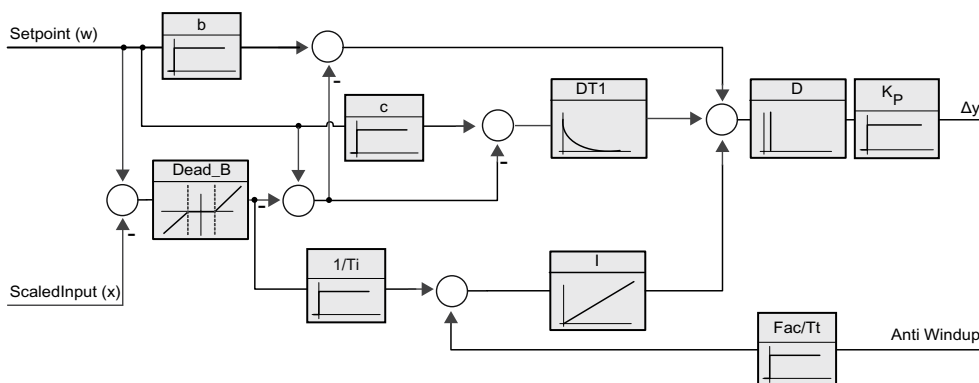 b
Setpoint (w)
-
DT1
D
K_P
Δy
c
-
Dead_B
-
-
1/Ti
I
ScaledInput (x)
Fac/Tt
Anti Windup